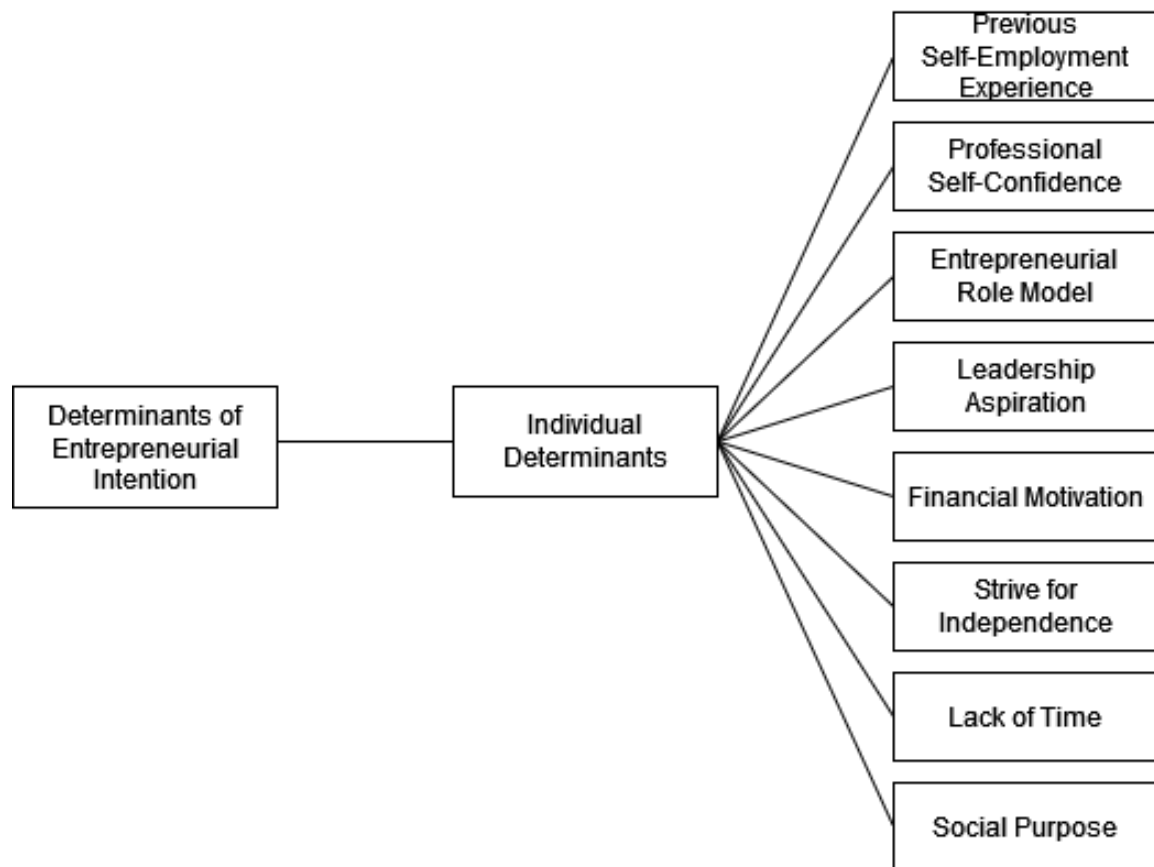 Previous
Self-Employment
Experience
Professional
Self-Confidence
Entrepreneurial
Role Model
Leadership
Aspiration
Determinants of
Entrepreneurial
Intention
Individual
Determinants
Financial Motivation
Strive for
Independence
Lack of Time
Social Purpose